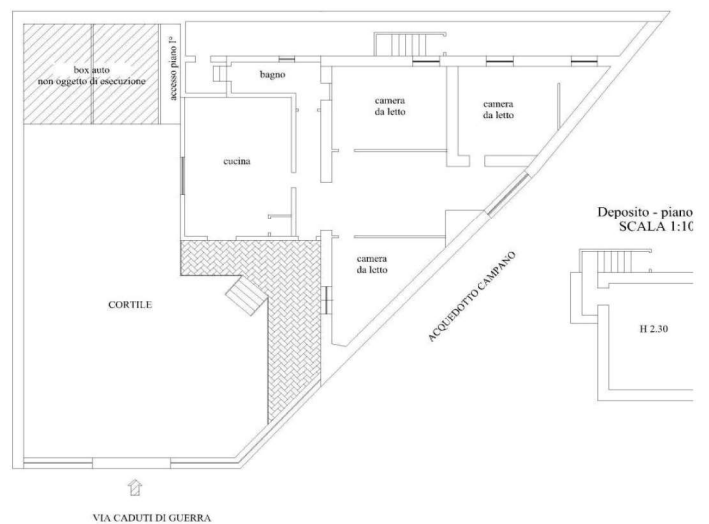 box auto
non oggetto di esecuzione
accesso piano 1°
bagno
camera
da letto
camera
da letto
cucina
Deposito - piano
SCALA 1:10
camera
da letto
ACQUEDOTTO CAMPANO
CORTILE
H 2.30
VIA CADUTI DI GUERRA